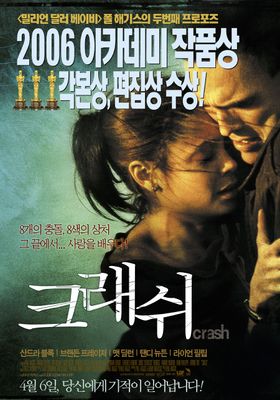 <밀리언 달러 베이비> 폴 해기스의 두번째 프로포즈
2006 아카데미 작품상
각본상, 편집상 수상!
8개의 충돌, 8색의 상처
그 끝에서... 사랑을 배우다!
크래쉬
crash
산드라 블록 | 브랜든 프레이저 | 맷 딜런 | 탠디 뉴튼 | 라이언 필립
4월 6일, 당신에게 기적이 일어납니다!